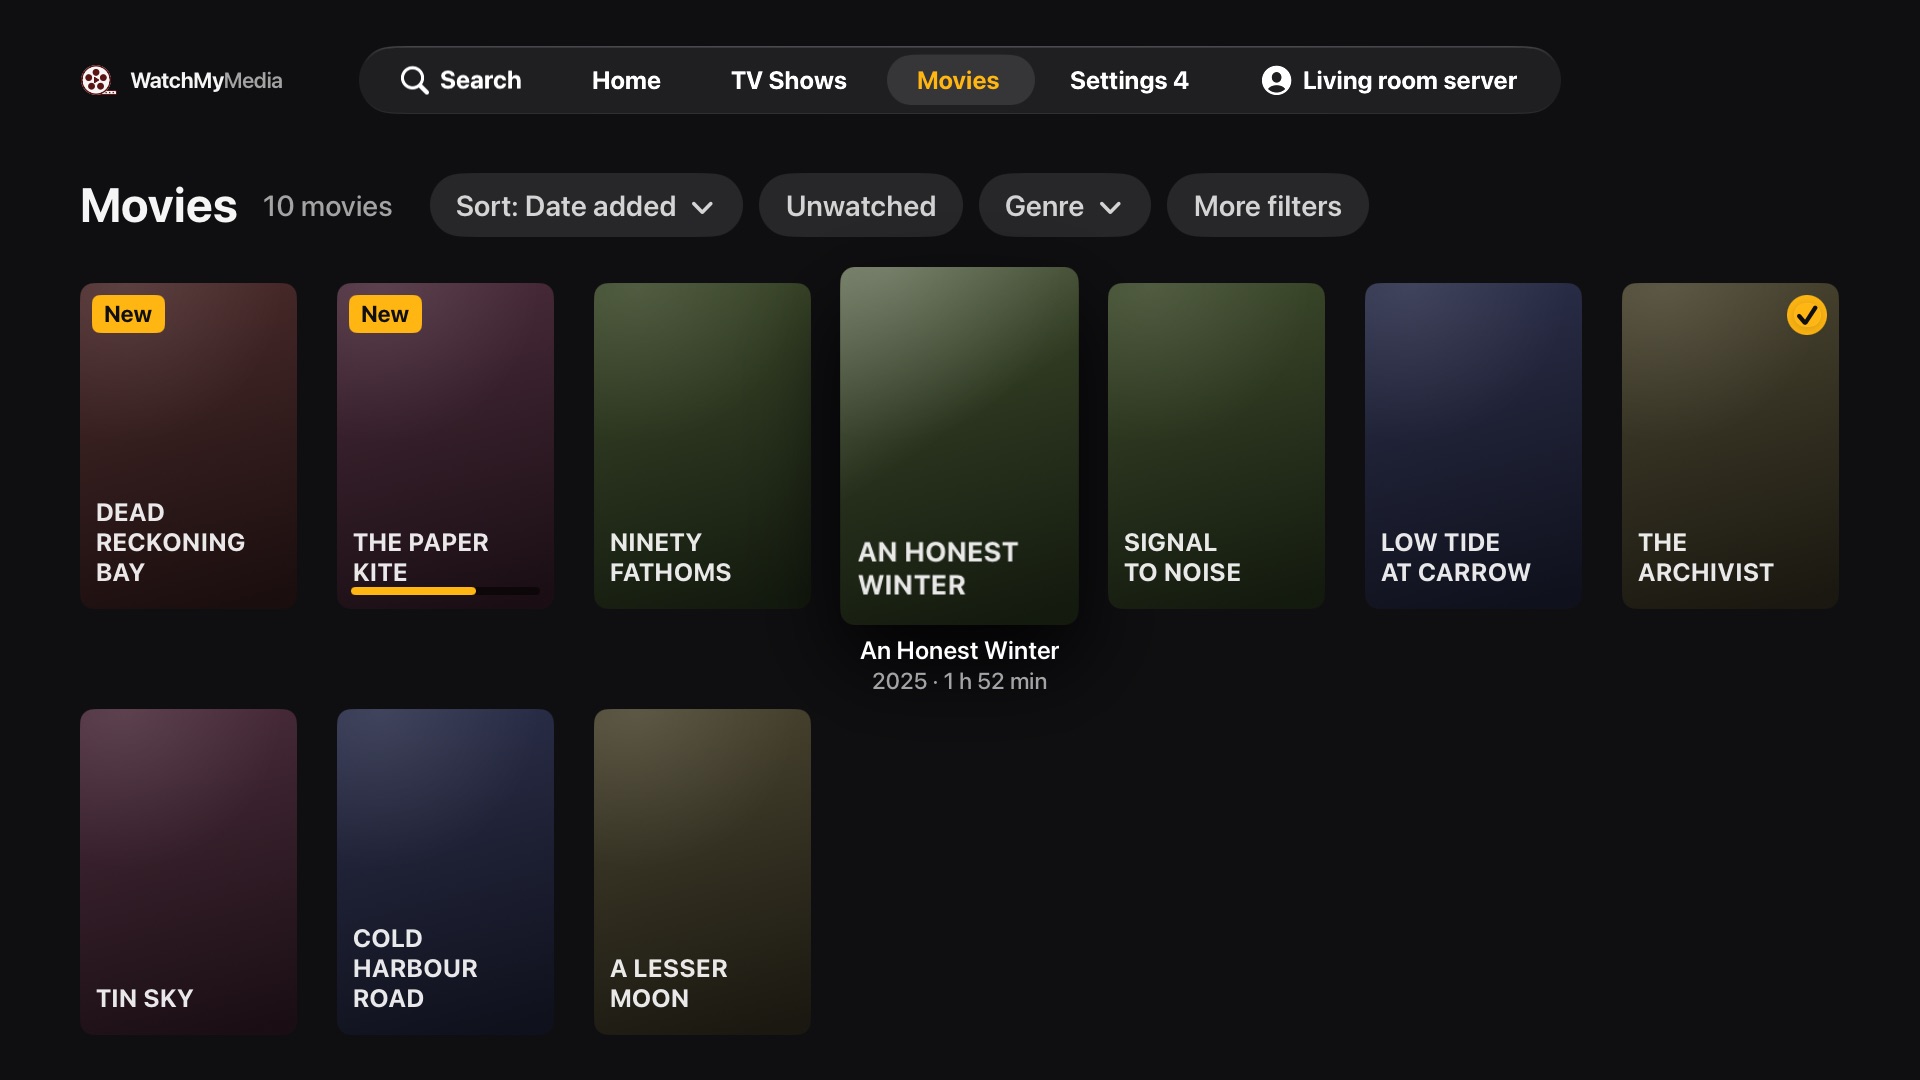 WatchMyMedia
Search
Home
TV Shows
Movies
Settings 4
Living room server
Movies
10 movies
Sort: Date added
Unwatched
Genre
More filters
New
DEAD
RECKONING
BAY
New
THE PAPER
KITE
NINETY
FATHOMS
AN HONEST
WINTER
An Honest Winter
2025 · 1 h 52 min
SIGNAL
TO NOISE
LOW TIDE
AT CARROW
THE
ARCHIVIST
TIN SKY
COLD
HARBOUR
ROAD
A LESSER
MOON